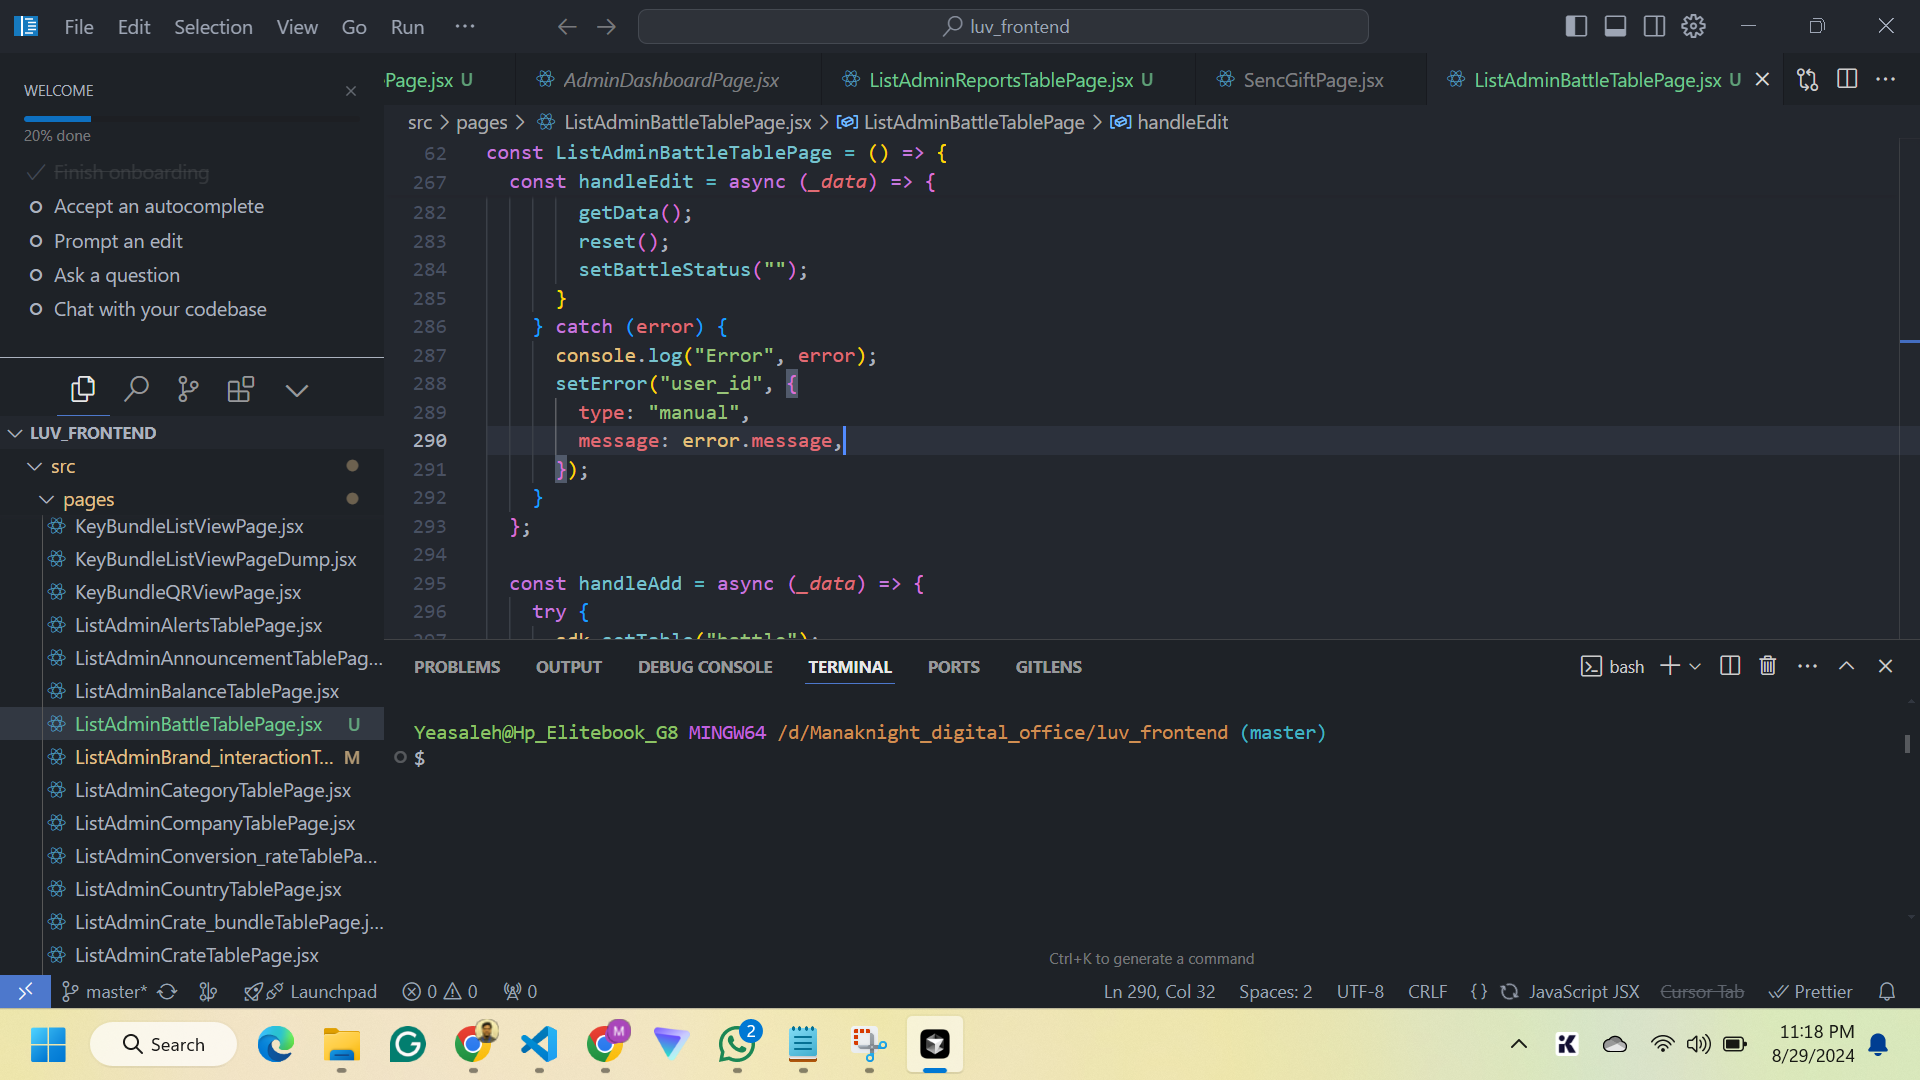 File Edit Selection View Go Run ··· luv_frontend
WELCOME
20% done
Finish onboarding
Accept an autocomplete
Prompt an edit
Ask a question
Chat with your codebase
LUV_FRONTEND
src
pages
KeyBundleListViewPage.jsx
KeyBundleListViewPageDump.jsx
KeyBundleQRViewPage.jsx
ListAdminAlertsTablePage.jsx
ListAdminAnnouncementTablePag...
ListAdminBalanceTablePage.jsx
ListAdminBattleTablePage.jsx U
ListAdminBrand_interactionT... M
ListAdminCategoryTablePage.jsx
ListAdminCompanyTablePage.jsx
ListAdminConversion_rateTablePa...
ListAdminCountryTablePage.jsx
ListAdminCrate_bundleTablePage.j...
ListAdminCrateTablePage.jsx
Page.jsx U AdminDashboardPage.jsx ListAdminReportsTablePage.jsx U SencGiftPage.jsx ListAdminBattleTablePage.jsx U
src > pages > ListAdminBattleTablePage.jsx > ListAdminBattleTablePage > handleEdit
62 const ListAdminBattleTablePage = () => {
267 const handleEdit = async (_data) => {
282 getData();
283 reset();
284 setBattleStatus("");
285 }
286 } catch (error) {
287 console.log("Error", error);
288 setError("user_id", {
289 type: "manual",
290 message: error.message,
291 });
292 }
293 };
294
295 const handleAdd = async (_data) => {
296 try {
297 sdk.setTable("battle");
PROBLEMS OUTPUT DEBUG CONSOLE TERMINAL PORTS GITLENS bash
Yeasaleh@Hp_Elitebook_G8 MINGW64 /d/Manaknight_digital_office/luv_frontend (master)
$
Ctrl+K to generate a command
master* Launchpad 0 0 0 Ln 290, Col 32 Spaces: 2 UTF-8 CRLF {} JavaScript JSX Cursor Tab Prettier
Search M 2 11:18 PM
8/29/2024